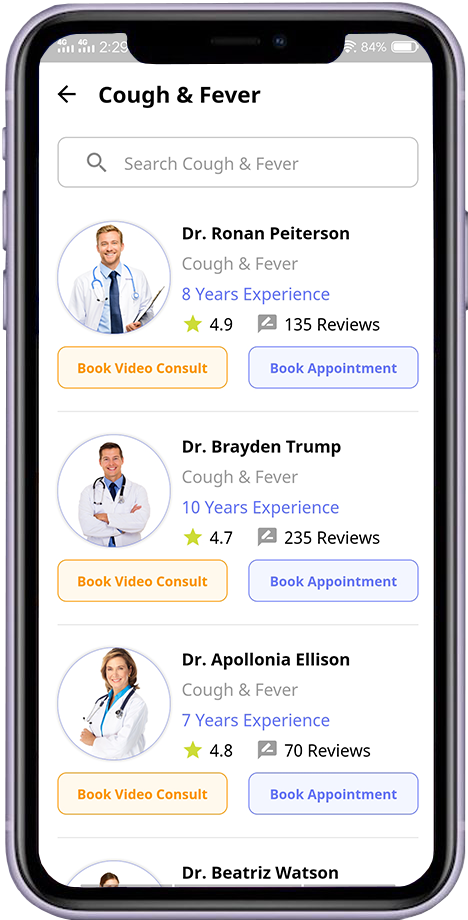 4G 4G 2:29 84%
Cough & Fever
Search Cough & Fever
Dr. Ronan Peiterson
Cough & Fever
8 Years Experience
4.9 135 Reviews
Book Video Consult Book Appointment
Dr. Brayden Trump
Cough & Fever
10 Years Experience
4.7 235 Reviews
Book Video Consult Book Appointment
Dr. Apollonia Ellison
Cough & Fever
7 Years Experience
4.8 70 Reviews
Book Video Consult Book Appointment
Dr. Beatriz Watson